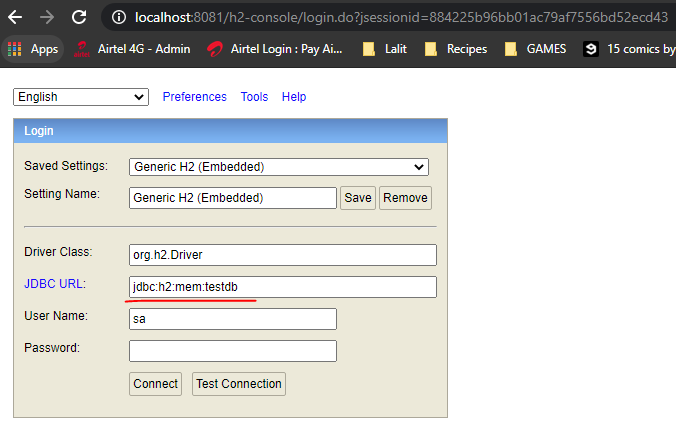 localhost:8081/h2-console/login.do?jsessionid=884225b96bb01ac79af7556bd52ecd43
Apps Airtel 4G - Admin Airtel Login : Pay Ai... Lalit Recipes GAMES 15 comics by
English Preferences Tools Help
Login
Saved Settings: Generic H2 (Embedded)
Setting Name: Generic H2 (Embedded) Save Remove
Driver Class: org.h2.Driver
JDBC URL: jdbc:h2:mem:testdb
User Name: sa
Password:
Connect Test Connection